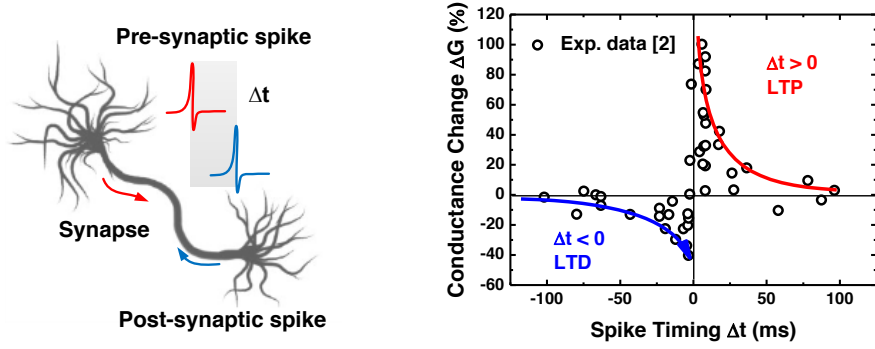 Pre-synaptic spike
Δt
Synapse
Post-synaptic spike
Conductance Change ΔG (%)
120
100
80
60
40
20
0
-20
-40
-60
Exp. data [2]
Δt > 0
LTP
Δt < 0
LTD
-100
-50
0
50
100
Spike Timing Δt (ms)